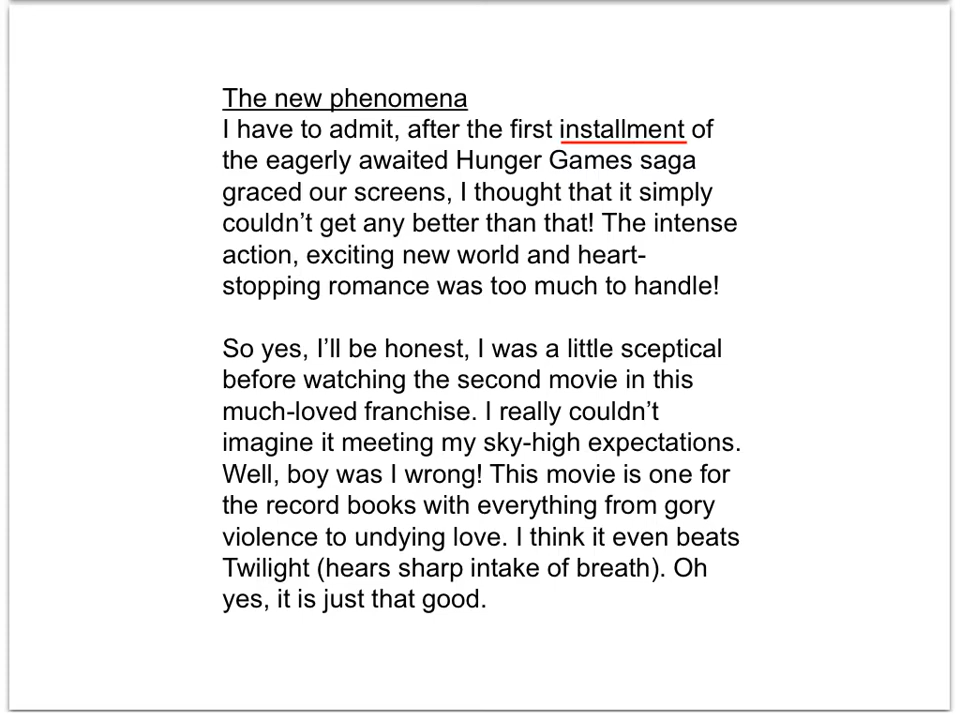 The new phenomena
I have to admit, after the first installment of
the eagerly awaited Hunger Games saga
graced our screens, I thought that it simply
couldn’t get any better than that! The intense
action, exciting new world and heart-
stopping romance was too much to handle!
So yes, I’ll be honest, I was a little sceptical
before watching the second movie in this
much-loved franchise. I really couldn’t
imagine it meeting my sky-high expectations.
Well, boy was I wrong! This movie is one for
the record books with everything from gory
violence to undying love. I think it even beats
Twilight (hears sharp intake of breath). Oh
yes, it is just that good.